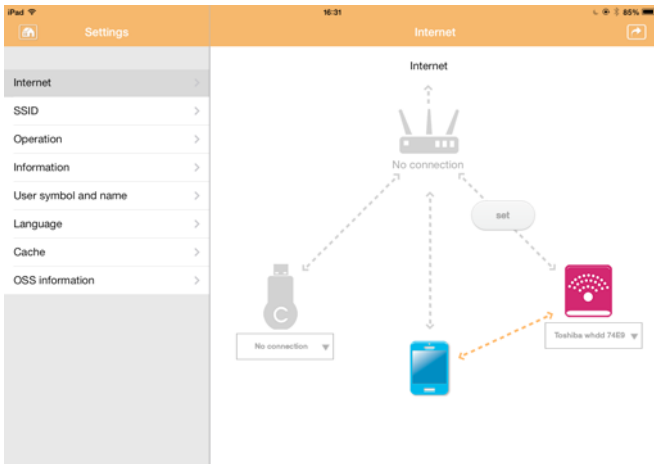 iPad
16:31
85%
Settings
Internet
Internet
SSID
Operation
Information
User symbol and name
Language
Cache
OSS information
Internet
No connection
set
C
No connection
Toshiba whdd 74E9